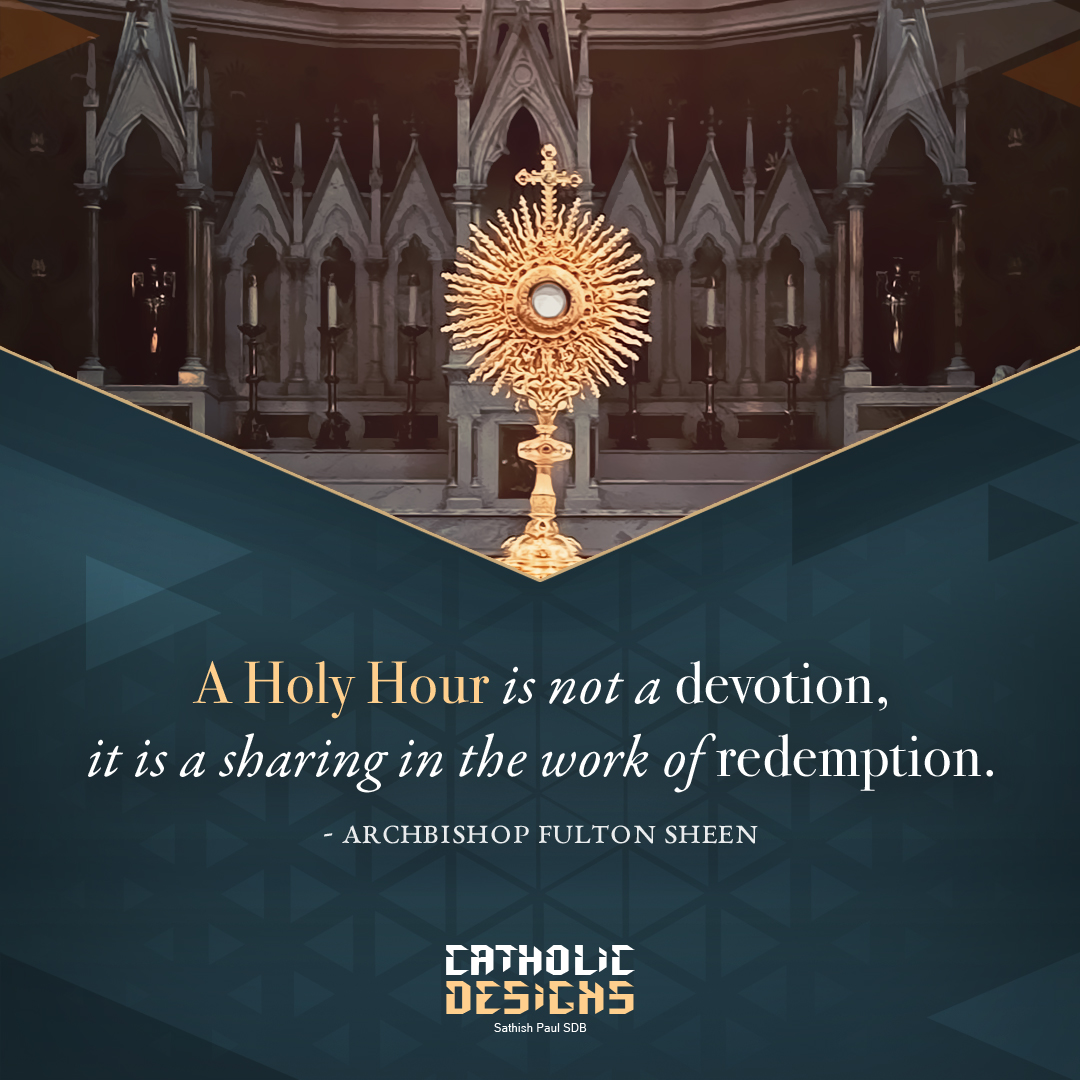 A Holy Hour is not a devotion,
it is a sharing in the work of redemption.
- ARCHBISHOP FULTON SHEEN
CATHOLIC
DESIGNS
Sathish Paul SDB